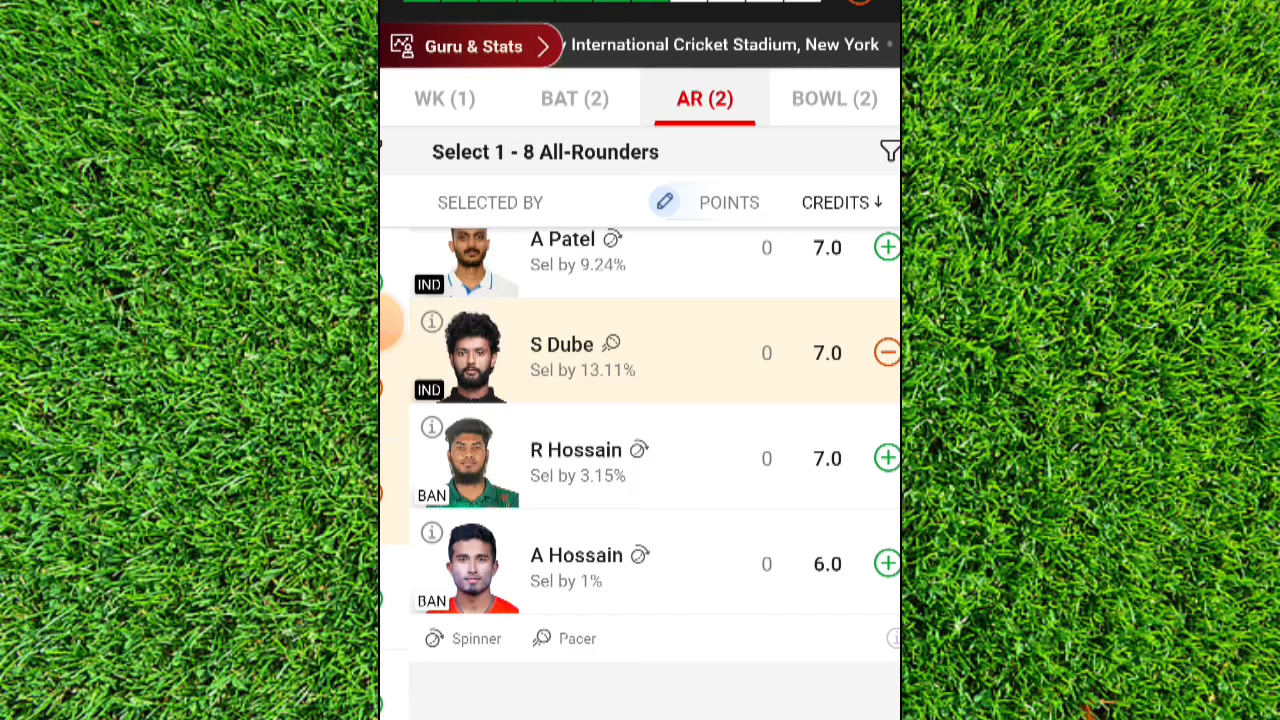 Guru & Stats
International Cricket Stadium, New York
WK (1) BAT (2) AR (2) BOWL (2)
Select 1 - 8 All-Rounders
SELECTED BY POINTS CREDITS↓
A Patel
Sel by 9.24%
0 7.0
IND
S Dube
Sel by 13.11%
0 7.0
IND
R Hossain
Sel by 3.15%
0 7.0
BAN
A Hossain
Sel by 1%
0 6.0
BAN
Spinner Pacer